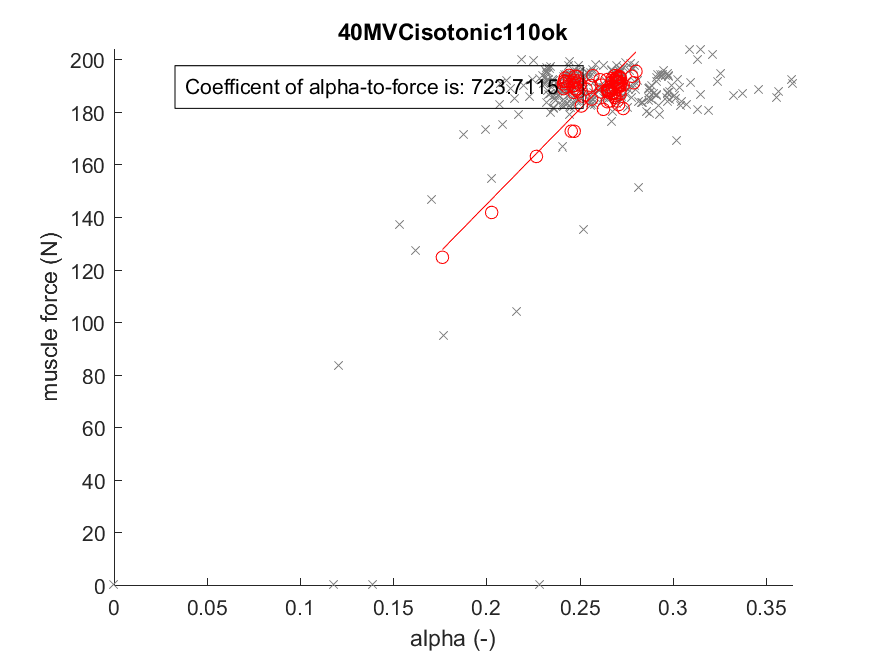 40MVCisotonic110ok
200
Coefficent of alpha-to-force is: 723.7115
180
160
140
120
100
80
60
40
20
0
muscle force (N)
0 0.05 0.1 0.15 0.2 0.25 0.3 0.35
alpha (-)